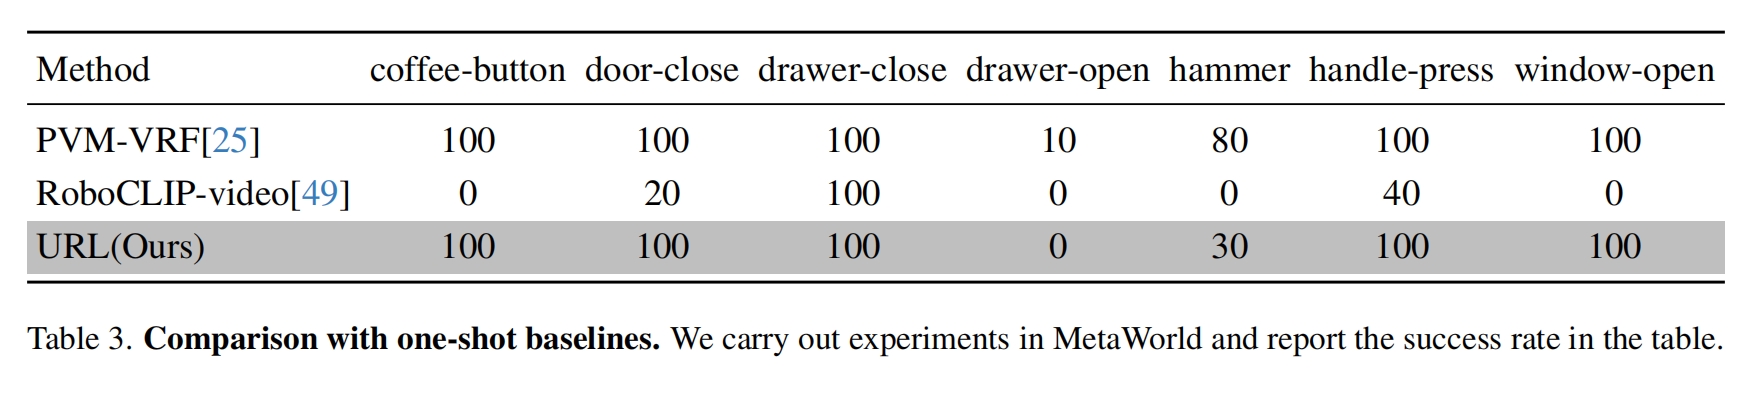 Method coffee-button door-close drawer-close drawer-open hammer handle-press window-open
PVM-VRF[25] 100 100 100 10 80 100 100
RoboCLIP-video[49] 0 20 100 0 0 40 0
URL(Ours) 100 100 100 0 30 100 100
Table 3. Comparison with one-shot baselines. We carry out experiments in MetaWorld and report the success rate in the table.